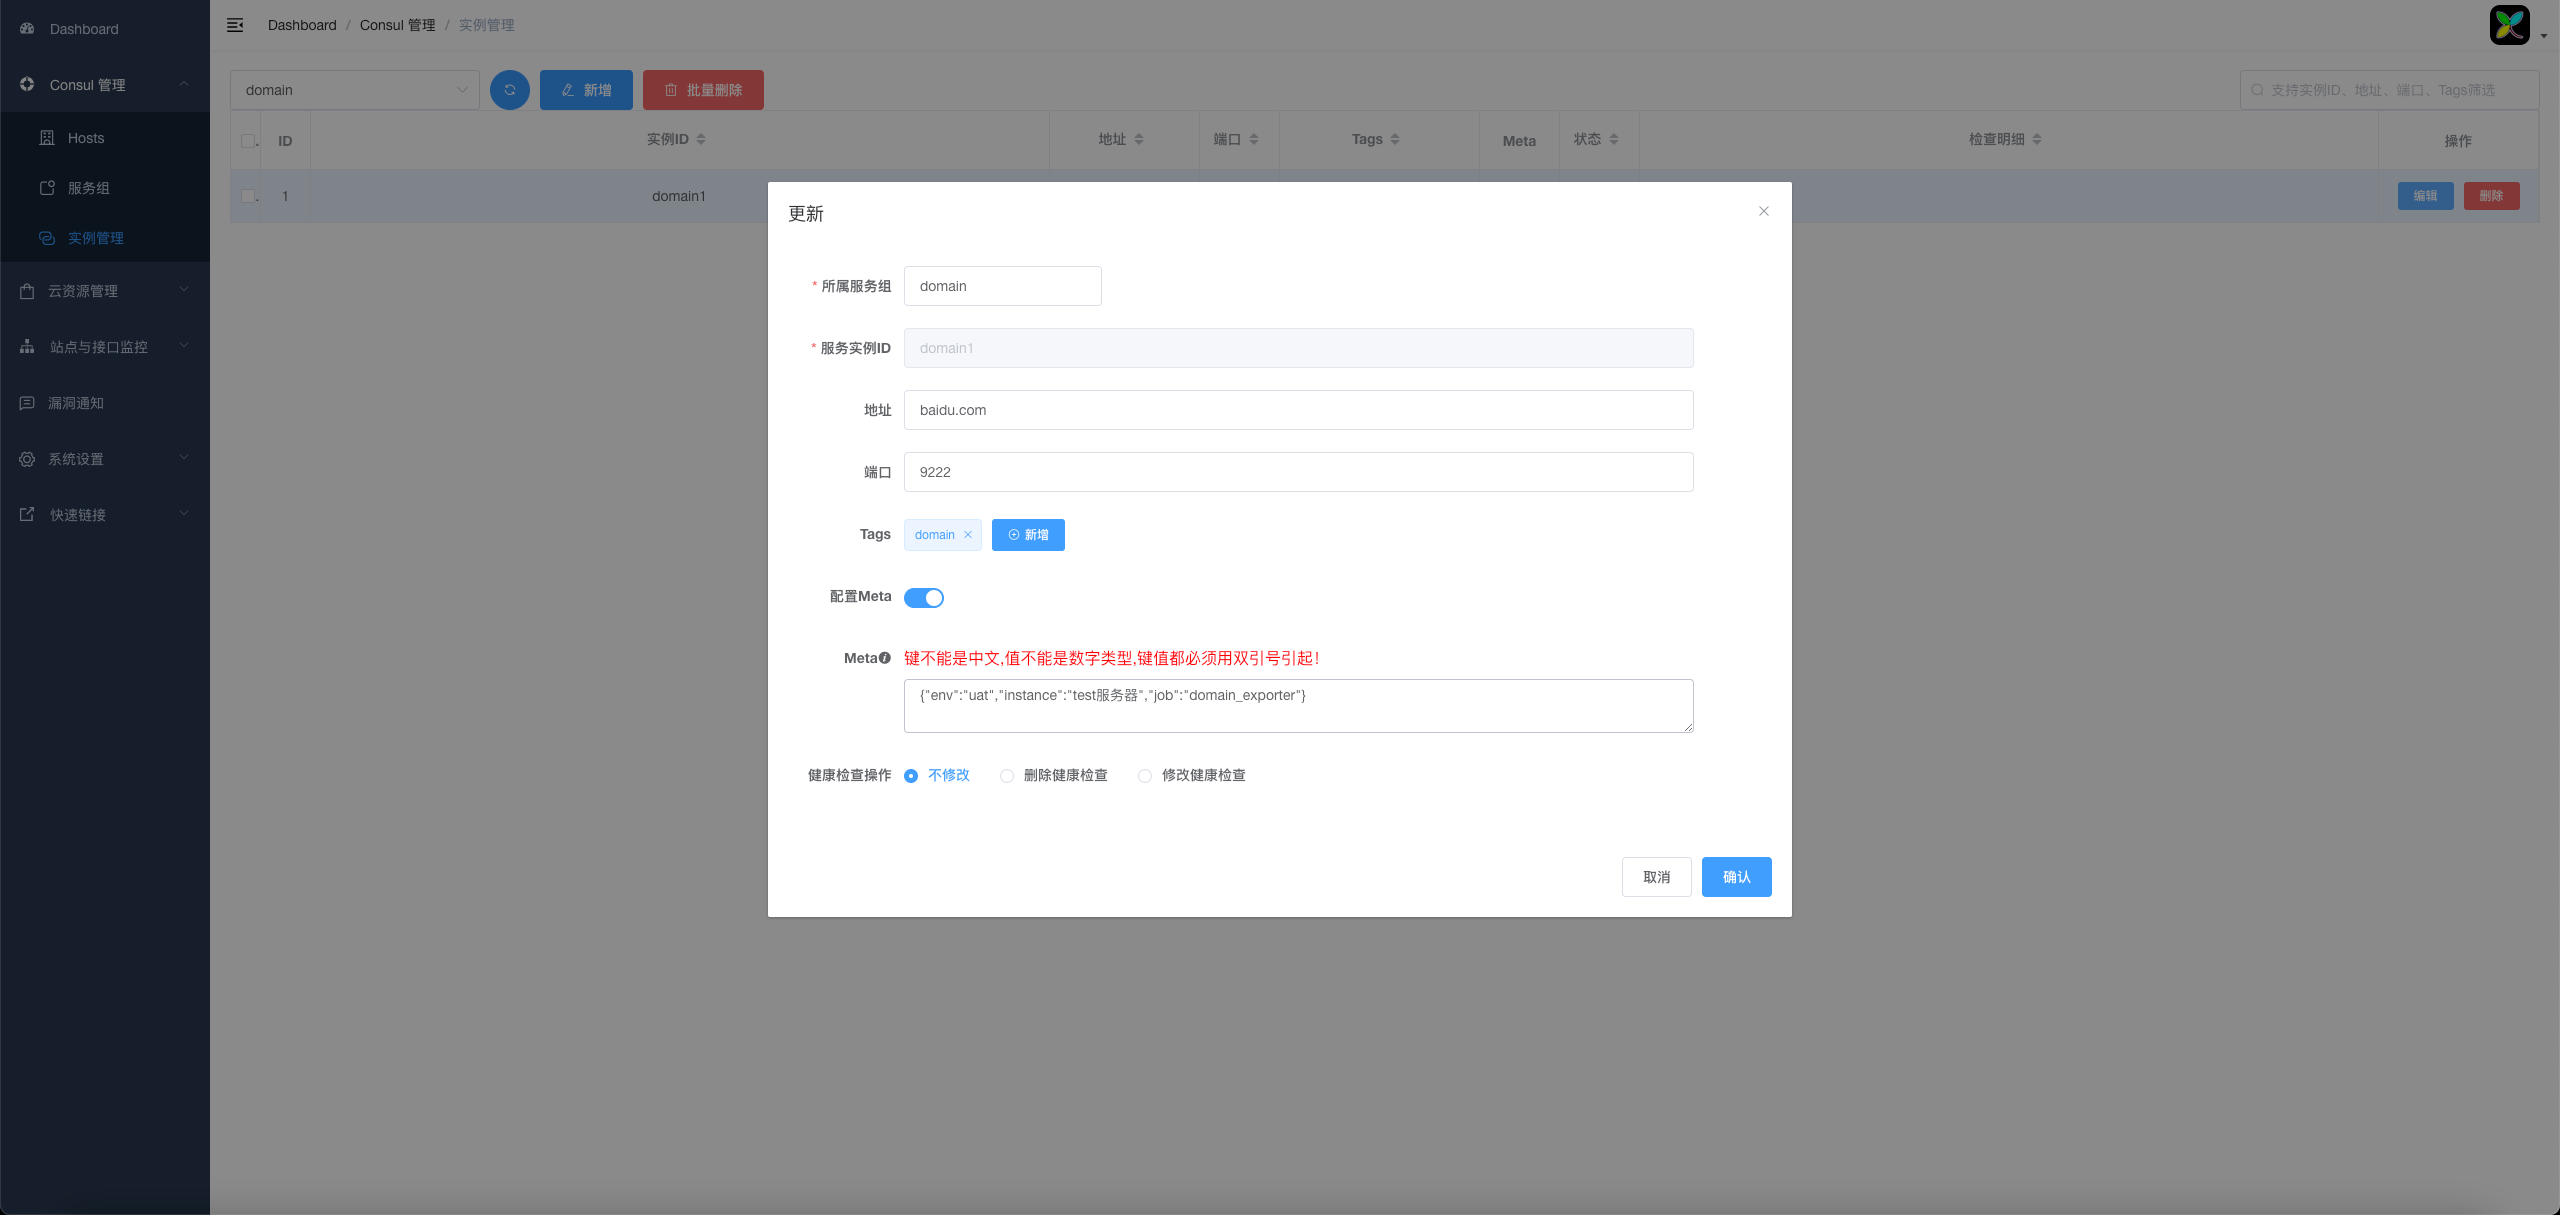 Dashboard
Consul 管理
Hosts
服务组
实例管理
云资源管理
站点与接口监控
漏洞通知
系统设置
快速链接
Dashboard / Consul 管理 / 实例管理
domain
新增
批量删除
支持实例ID、地址、端口、Tags筛选
ID 实例ID 地址 端口 Tags Meta 状态 检查明细 操作
1 domain1 编辑 删除
更新
* 所属服务组 domain
* 服务实例ID domain1
地址 baidu.com
端口 9222
Tags domain 新增
配置Meta
Meta 键不能是中文,值不能是数字类型,键值都必须用双引号引起！
{"env":"uat","instance":"test服务器","job":"domain_exporter"}
健康检查操作 不修改 删除健康检查 修改健康检查
取消 确认